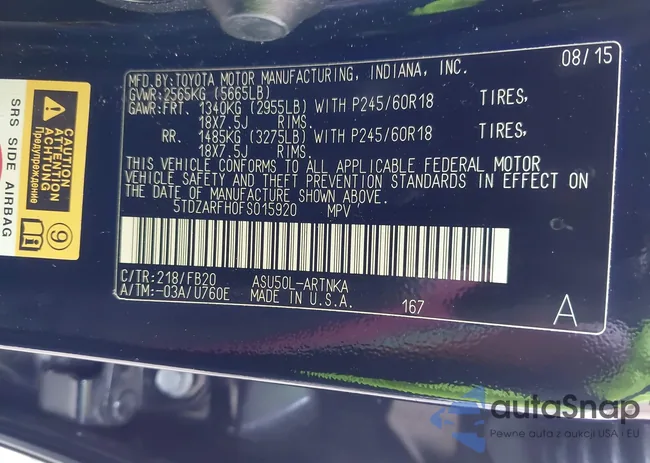 08/15
MFD.BY:TOYOTA MOTOR MANUFACTURING, INDIANA, INC.
GVWR:2565KG (5665LB)
GAWR:FRT. 1340KG (2955LB) WITH P245/60R18 TIRES,
18X7.5J RIMS.
RR. 1485KG (3275LB) WITH P245/60R18 TIRES,
18X7.5J RIMS.
THIS VEHICLE CONFORMS TO ALL APPLICABLE FEDERAL MOTOR
VEHICLE SAFETY AND THEFT PREVENTION STANDARDS IN EFFECT ON
THE DATE OF MANUFACTURE SHOWN ABOVE.
5TDZARFH0FS015920 MPV
C/TR:218/FB20 ASU50L-ARTNKA
A/TM:-03A/U760E MADE IN U.S.A. 167 A
SRS SIDE AIRBAG
CAUTION
ATTENTION
ACHTUNG
Предупреждение
9
autoSnap
Pewne auta z aukcji USA i EU